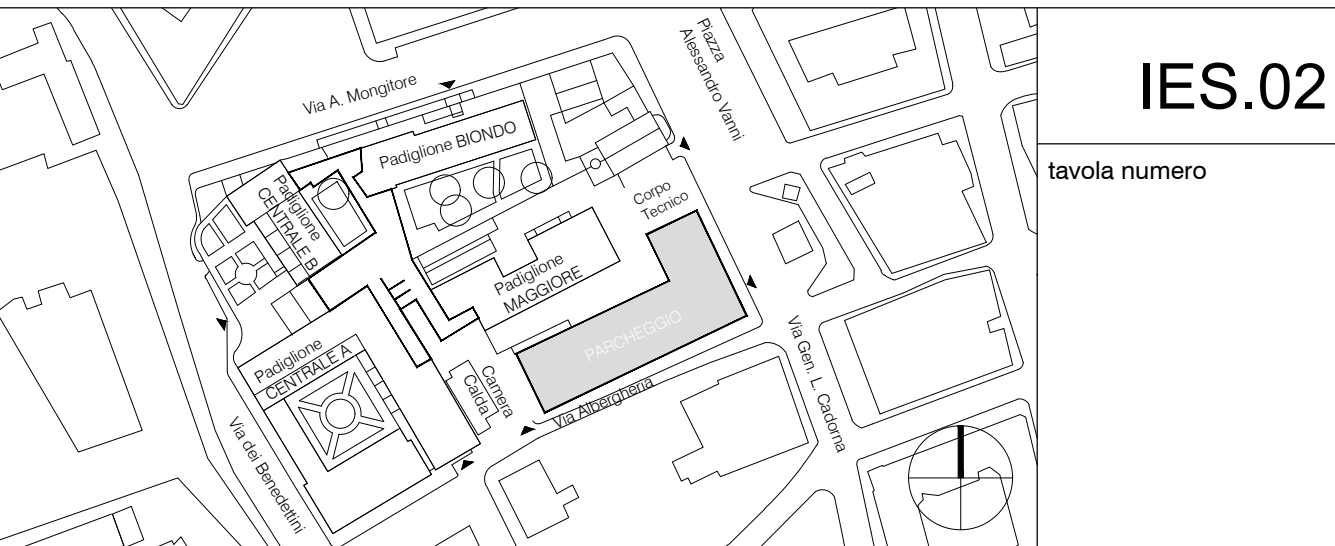 Via A. Mongitore
Piazza
Alessandro Vanni
IES.02
tavola numero
Padiglione BIONDO
Padiglione
CENTRALE B
Corpo
Tecnico
Padiglione
MAGGIORE
PARCHEGGIO
Padiglione
CENTRALE A
Camera
Calda
Via Albergheria
Via Gen. L. Cadorna
Via dei Benedettini